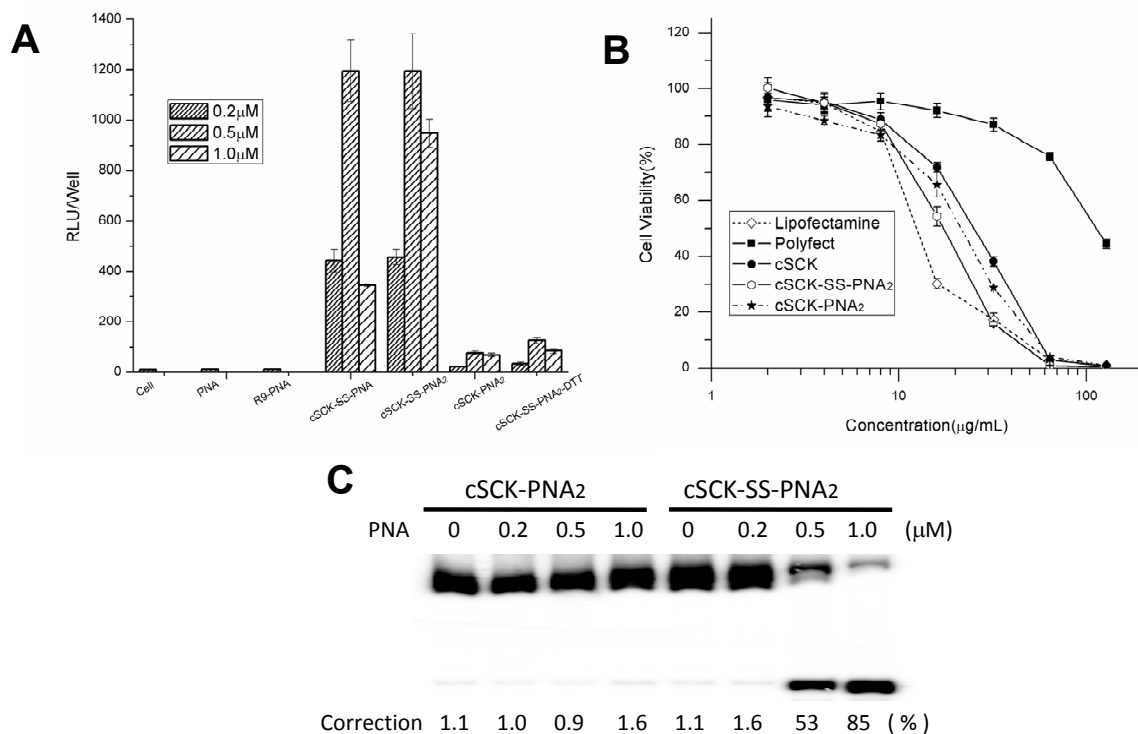 A
RLU/Well
1400
1200
1000
800
600
400
200
0
0.2μM
0.5μM
1.0μM
Cell
PNA
R9-PNA
cSCK-SS-PNA
cSCK-SS-PNA2
cSCK-PNA2
cSCK-SS-PNA2-DTT
B
Cell Viability(%)
120
100
80
60
40
20
0
Lipofectamine
Polyfect
cSCK
cSCK-SS-PNA2
cSCK-PNA2
1 10 100
Concentration(μg/mL)
C
cSCK-PNA2 cSCK-SS-PNA2
PNA 0 0.2 0.5 1.0 0 0.2 0.5 1.0 (μM)
Correction 1.1 1.0 0.9 1.6 1.1 1.6 53 85 (%)